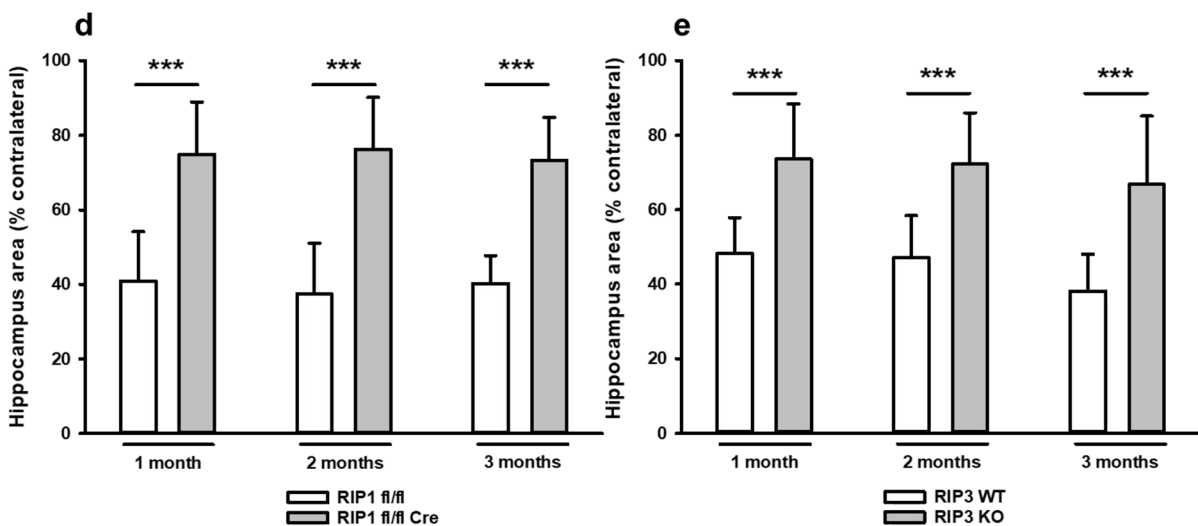 d
Hippocampus area (% contralateral)
100
80
60
40
20
0
***
***
***
1 month
2 months
3 months
RIP1 fl/fl
RIP1 fl/fl Cre
e
Hippocampus area (% contralateral)
100
80
60
40
20
0
***
***
***
1 month
2 months
3 months
RIP3 WT
RIP3 KO